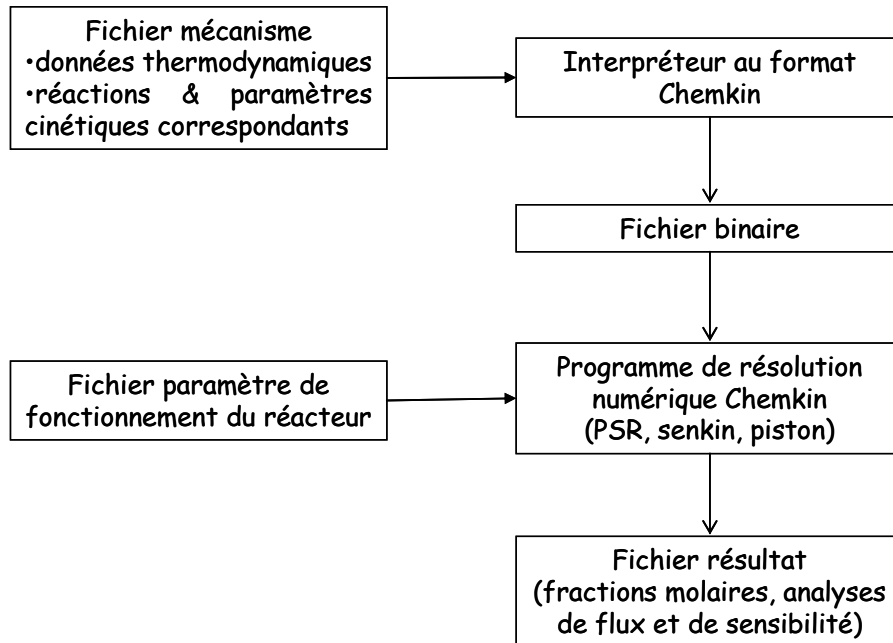 Fichier mécanisme
•données thermodynamiques
•réactions & paramètres
cinétiques correspondants
Interpréteur au format
Chemkin
Fichier binaire
Fichier paramètre de
fonctionnement du réacteur
Programme de résolution
numérique Chemkin
(PSR, senkin, piston)
Fichier résultat
(fractions molaires, analyses
de flux et de sensibilité)